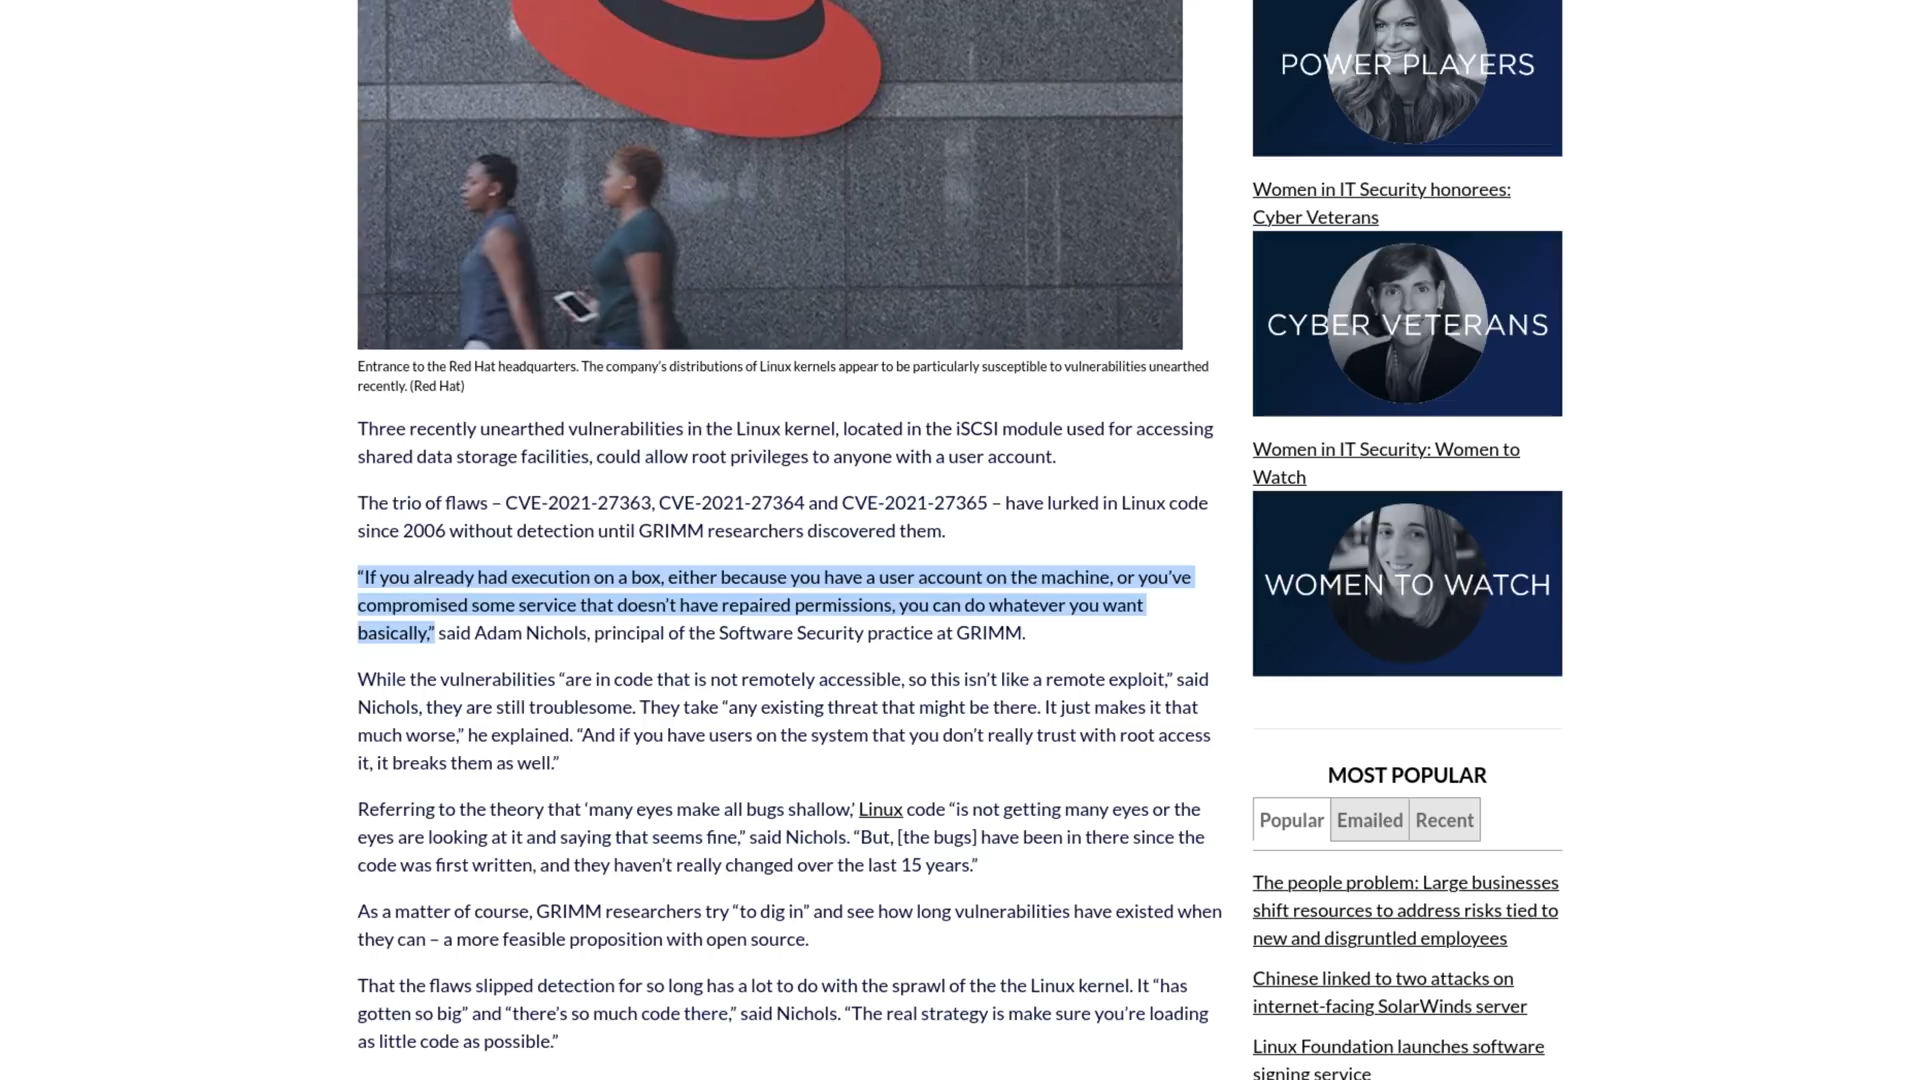 Entrance to the Red Hat headquarters. The company’s distributions of Linux kernels appear to be particularly susceptible to vulnerabilities unearthed
recently. (Red Hat)
Three recently unearthed vulnerabilities in the Linux kernel, located in the iSCSI module used for accessing
shared data storage facilities, could allow root privileges to anyone with a user account.
The trio of flaws – CVE-2021-27363, CVE-2021-27364 and CVE-2021-27365 – have lurked in Linux code
since 2006 without detection until GRIMM researchers discovered them.
“If you already had execution on a box, either because you have a user account on the machine, or you’ve
compromised some service that doesn’t have repaired permissions, you can do whatever you want
basically,” said Adam Nichols, principal of the Software Security practice at GRIMM.
While the vulnerabilities “are in code that is not remotely accessible, so this isn’t like a remote exploit,” said
Nichols, they are still troublesome. They take “any existing threat that might be there. It just makes it that
much worse,” he explained. “And if you have users on the system that you don’t really trust with root access
it, it breaks them as well.”
Referring to the theory that ‘many eyes make all bugs shallow,’ Linux code “is not getting many eyes or the
eyes are looking at it and saying that seems fine,” said Nichols. “But, [the bugs] have been in there since the
code was first written, and they haven’t really changed over the last 15 years.”
As a matter of course, GRIMM researchers try “to dig in” and see how long vulnerabilities have existed when
they can – a more feasible proposition with open source.
That the flaws slipped detection for so long has a lot to do with the sprawl of the the Linux kernel. It “has
gotten so big” and “there’s so much code there,” said Nichols. “The real strategy is make sure you’re loading
as little code as possible.”
POWER PLAYERS
Women in IT Security honorees:
Cyber Veterans
CYBER VETERANS
Women in IT Security: Women to
Watch
WOMEN TO WATCH
MOST POPULAR
Popular Emailed Recent
The people problem: Large businesses
shift resources to address risks tied to
new and disgruntled employees
Chinese linked to two attacks on
internet-facing SolarWinds server
Linux Foundation launches software
signing service